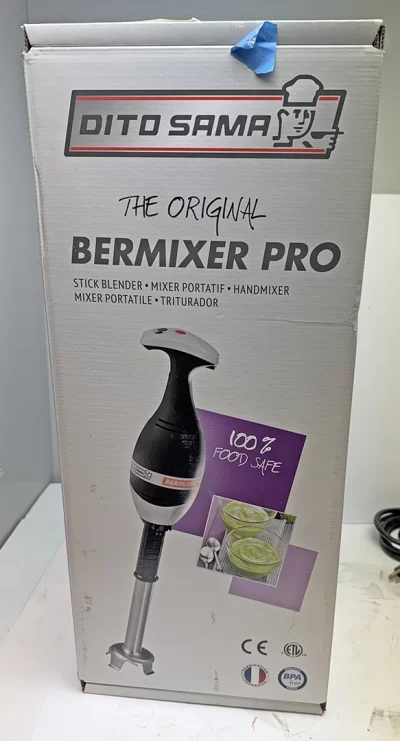 DITO SAMA
THE ORIGINAL
BERMIXER PRO
STICK BLENDER • MIXER PORTATIF • HANDMIXER
MIXER PORTATILE • TRITURADOR
100%
FOOD SAFE
BERMIXER
CE ETL
BPA